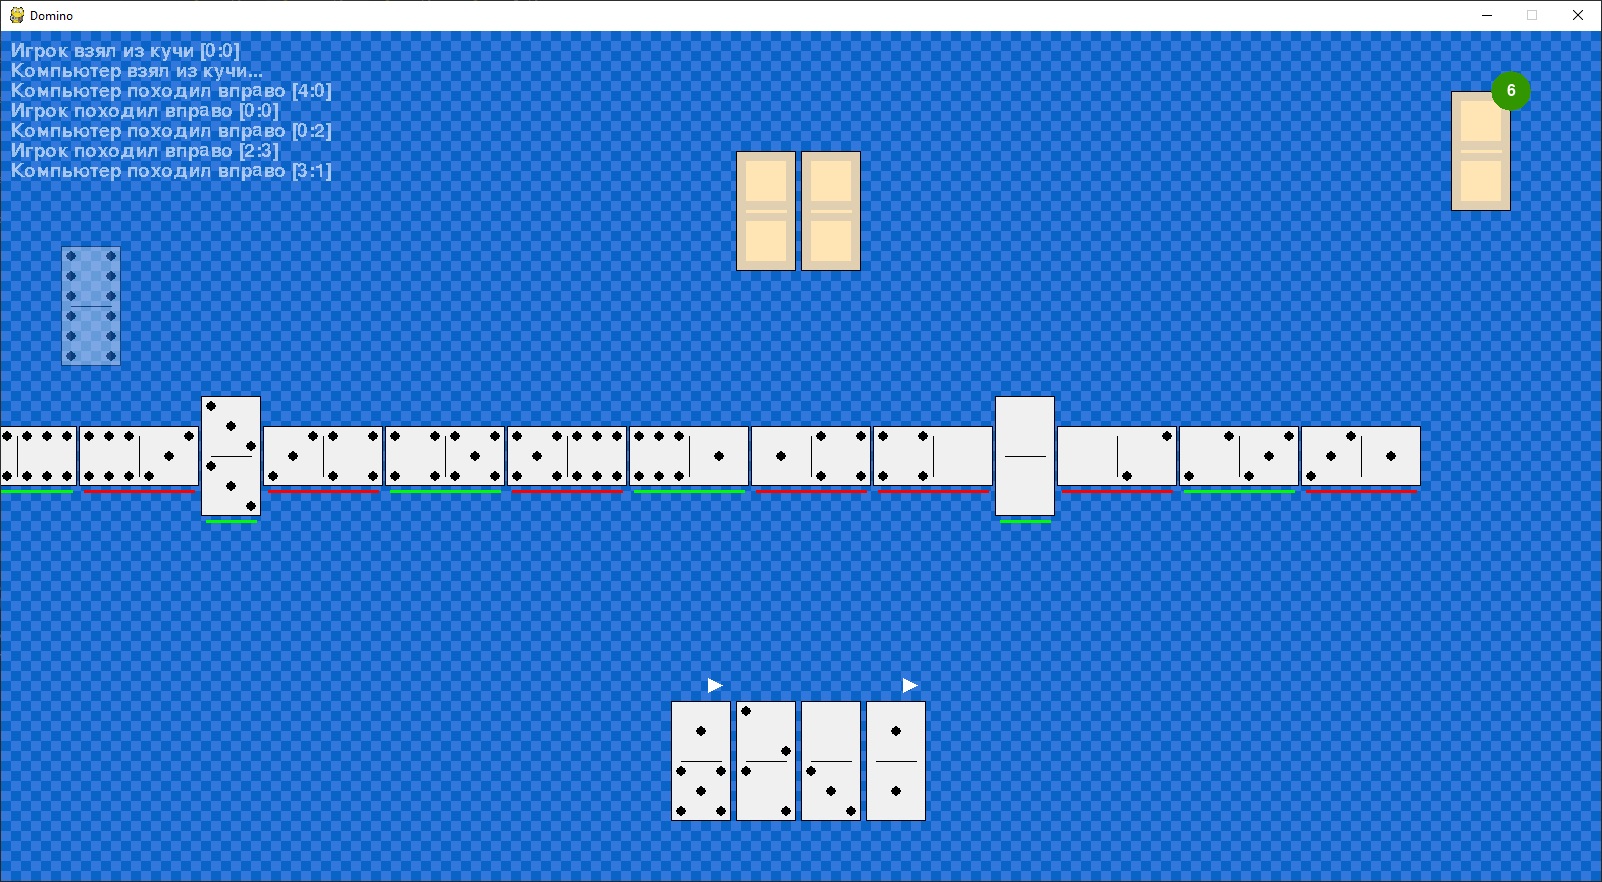 Domino
Игрок взял из кучи [0:0]
Компьютер взял из кучи...
Компьютер походил вправо [4:0]
Игрок походил вправо [0:0]
Компьютер походил вправо [0:2]
Игрок походил вправо [2:3]
Компьютер походил вправо [3:1]
6